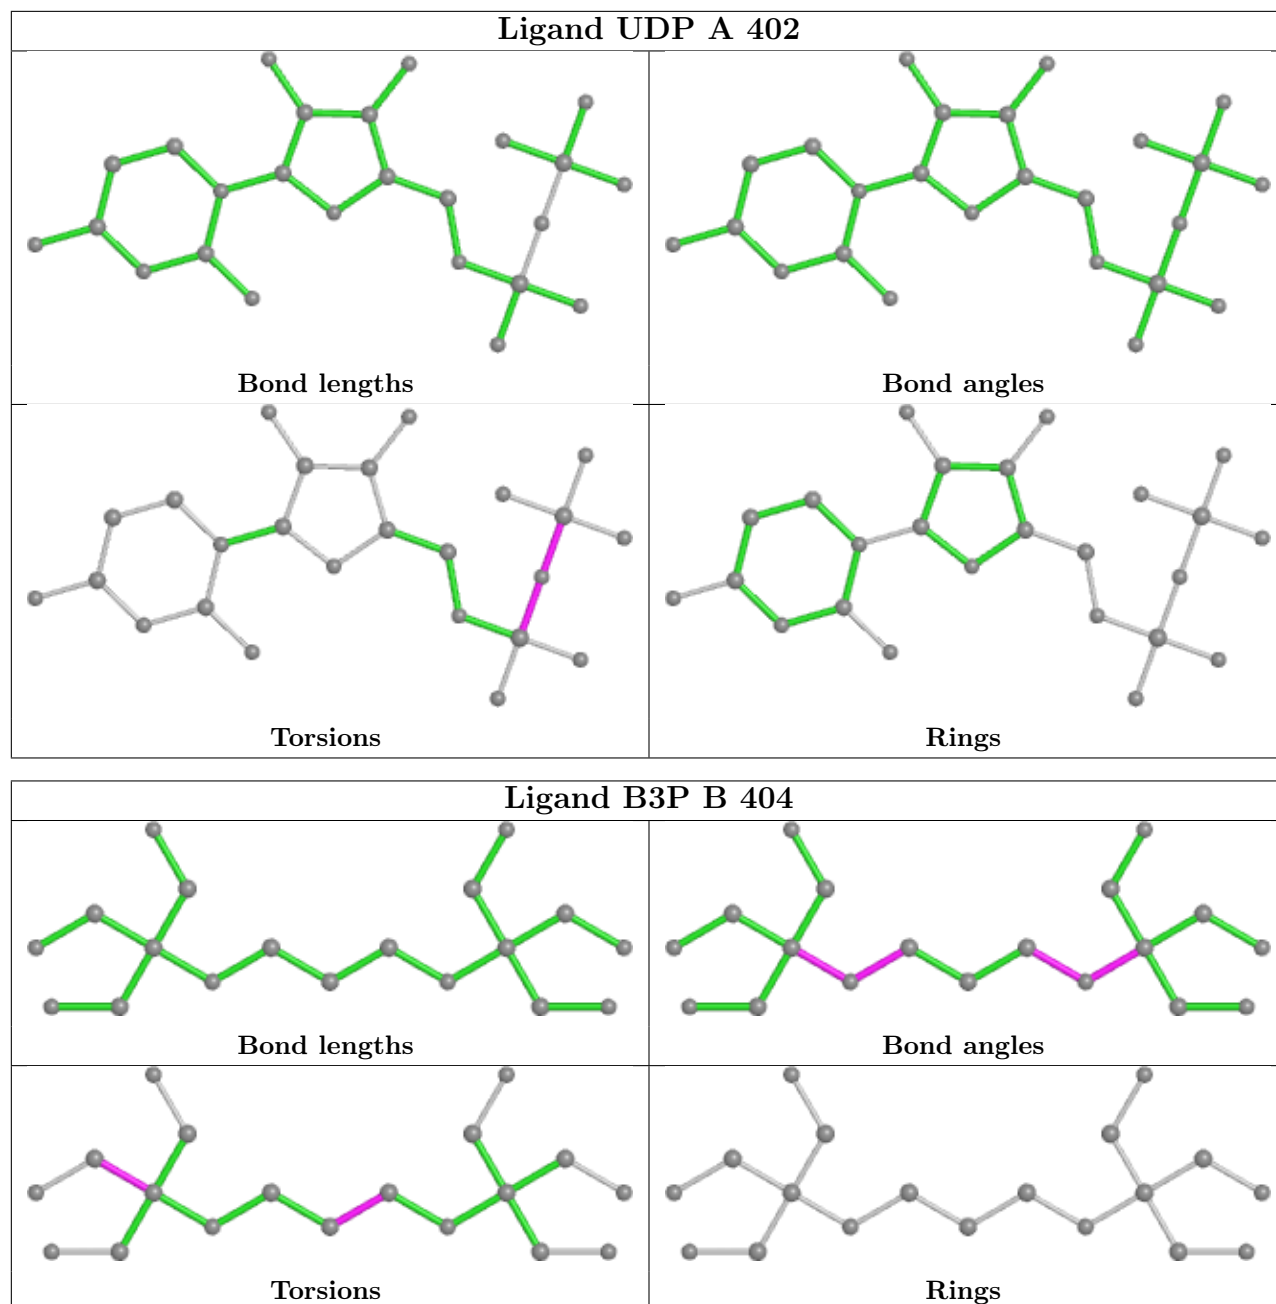 Ligand UDP A 402
Bond lengths
Bond angles
Torsions
Rings
Ligand B3P B 404
Bond lengths
Bond angles
Torsions
Rings